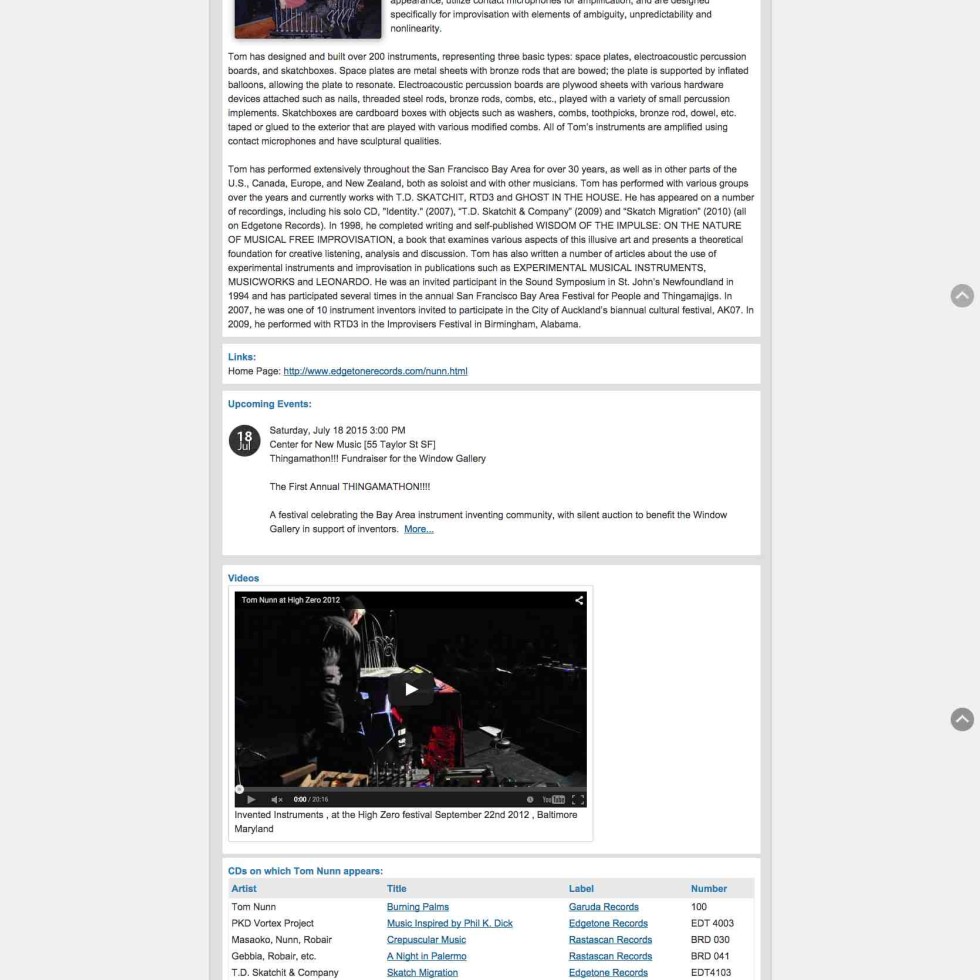 appearance, utilize contact microphones for amplification, and are designed
specifically for improvisation with elements of ambiguity, unpredictability and
nonlinearity.
Tom has designed and built over 200 instruments, representing three basic types: space plates, electroacoustic percussion
boards, and skatchboxes. Space plates are metal sheets with bronze rods that are bowed; the plate is supported by inflated
balloons, allowing the plate to resonate. Electroacoustic percussion boards are plywood sheets with various hardware
devices attached such as nails, threaded steel rods, bronze rods, combs, etc., played with a variety of small percussion
implements. Skatchboxes are cardboard boxes with objects such as washers, combs, toothpicks, bronze rod, dowel, etc.
taped or glued to the exterior that are played with various modified combs. All of Tom's instruments are amplified using
contact microphones and have sculptural qualities.
Tom has performed extensively throughout the San Francisco Bay Area for over 30 years, as well as in other parts of the
U.S., Canada, Europe, and New Zealand, both as soloist and with other musicians. Tom has performed with various groups
over the years and currently works with T.D. SKATCHIT, RTD3 and GHOST IN THE HOUSE. He has appeared on a number
of recordings, including his solo CD, "Identity." (2007), "T.D. Skatchit & Company" (2009) and "Skatch Migration" (2010) (all
on Edgetone Records). In 1998, he completed writing and self-published WISDOM OF THE IMPULSE: ON THE NATURE
OF MUSICAL FREE IMPROVISATION, a book that examines various aspects of this illusive art and presents a theoretical
foundation for creative listening, analysis and discussion. Tom has also written a number of articles about the use of
experimental instruments and improvisation in publications such as EXPERIMENTAL MUSICAL INSTRUMENTS,
MUSICWORKS and LEONARDO. He was an invited participant in the Sound Symposium in St. John's Newfoundland in
1994 and has participated several times in the annual San Francisco Bay Area Festival for People and Thingamajigs. In
2007, he was one of 10 instrument inventors invited to participate in the City of Auckland's biannual cultural festival, AK07. In
2009, he performed with RTD3 in the Improvisers Festival in Birmingham, Alabama.
Links:
Home Page: http://www.edgetonerecords.com/nunn.html
Upcoming Events:
18
Jul
Saturday, July 18 2015 3:00 PM
Center for New Music [55 Taylor St SF]
Thingamathon!!! Fundraiser for the Window Gallery
The First Annual THINGAMATHON!!!!
A festival celebrating the Bay Area instrument inventing community, with silent auction to benefit the Window
Gallery in support of inventors. More...
Videos
Tom Nunn at High Zero 2012
0:00 / 20:16 YouTube
Invented Instruments , at the High Zero festival September 22nd 2012 , Baltimore
Maryland
CDs on which Tom Nunn appears:
Artist Title Label Number
Tom Nunn Burning Palms Garuda Records 100
PKD Vortex Project Music Inspired by Phil K. Dick Edgetone Records EDT 4003
Masaoko, Nunn, Robair Crepuscular Music Rastascan Records BRD 030
Gebbia, Robair, etc. A Night in Palermo Rastascan Records BRD 041
T.D. Skatchit & Company Skatch Migration Edgetone Records EDT4103